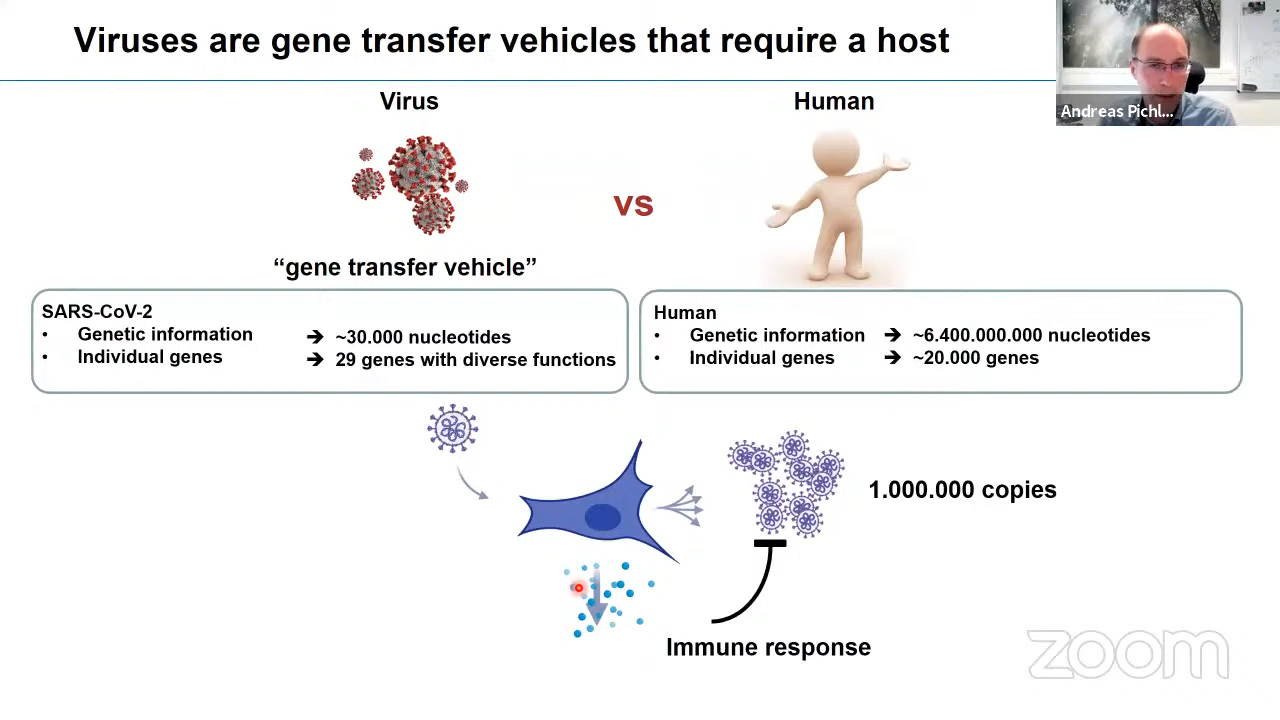 Viruses are gene transfer vehicles that require a host
Andreas Pichl...
Virus
Human
vs
“gene transfer vehicle”
SARS-CoV-2
• Genetic information ➔ ~30.000 nucleotides
• Individual genes ➔ 29 genes with diverse functions
Human
• Genetic information ➔ ~6.400.000.000 nucleotides
• Individual genes ➔ ~20.000 genes
1.000.000 copies
Immune response
zoom